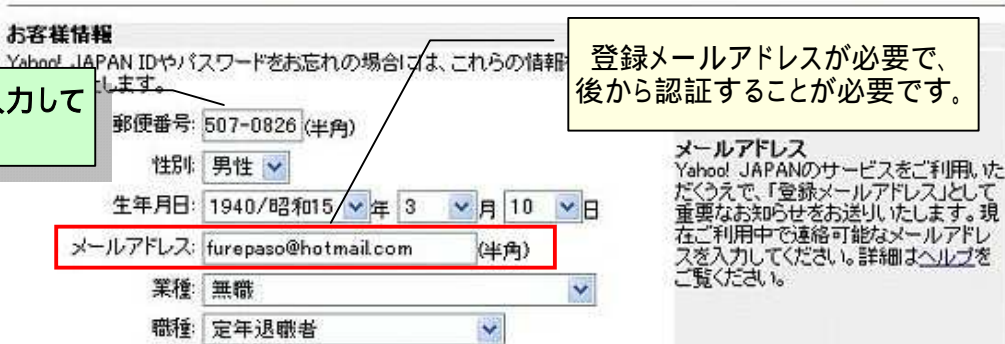 お客様情報
Yahoo! JAPAN IDやパスワードをお忘れの場合には、これらの情報
します。
入力して
登録メールアドレスが必要で、
後から認証することが必要です。
郵便番号: 507-0826 (半角)
性別: 男性
生年月日: 1940/昭和15 年 3 月 10 日
メールアドレス: furepaso@hotmail.com (半角)
業種: 無職
職種: 定年退職者
メールアドレス
Yahoo! JAPANのサービスをご利用いた
だくうえで、「登録メールアドレス」として
重要なお知らせをお送りいたします。現
在ご利用中で連絡可能なメールアドレ
スを入力してください。詳細はヘルプを
ご覧ください。